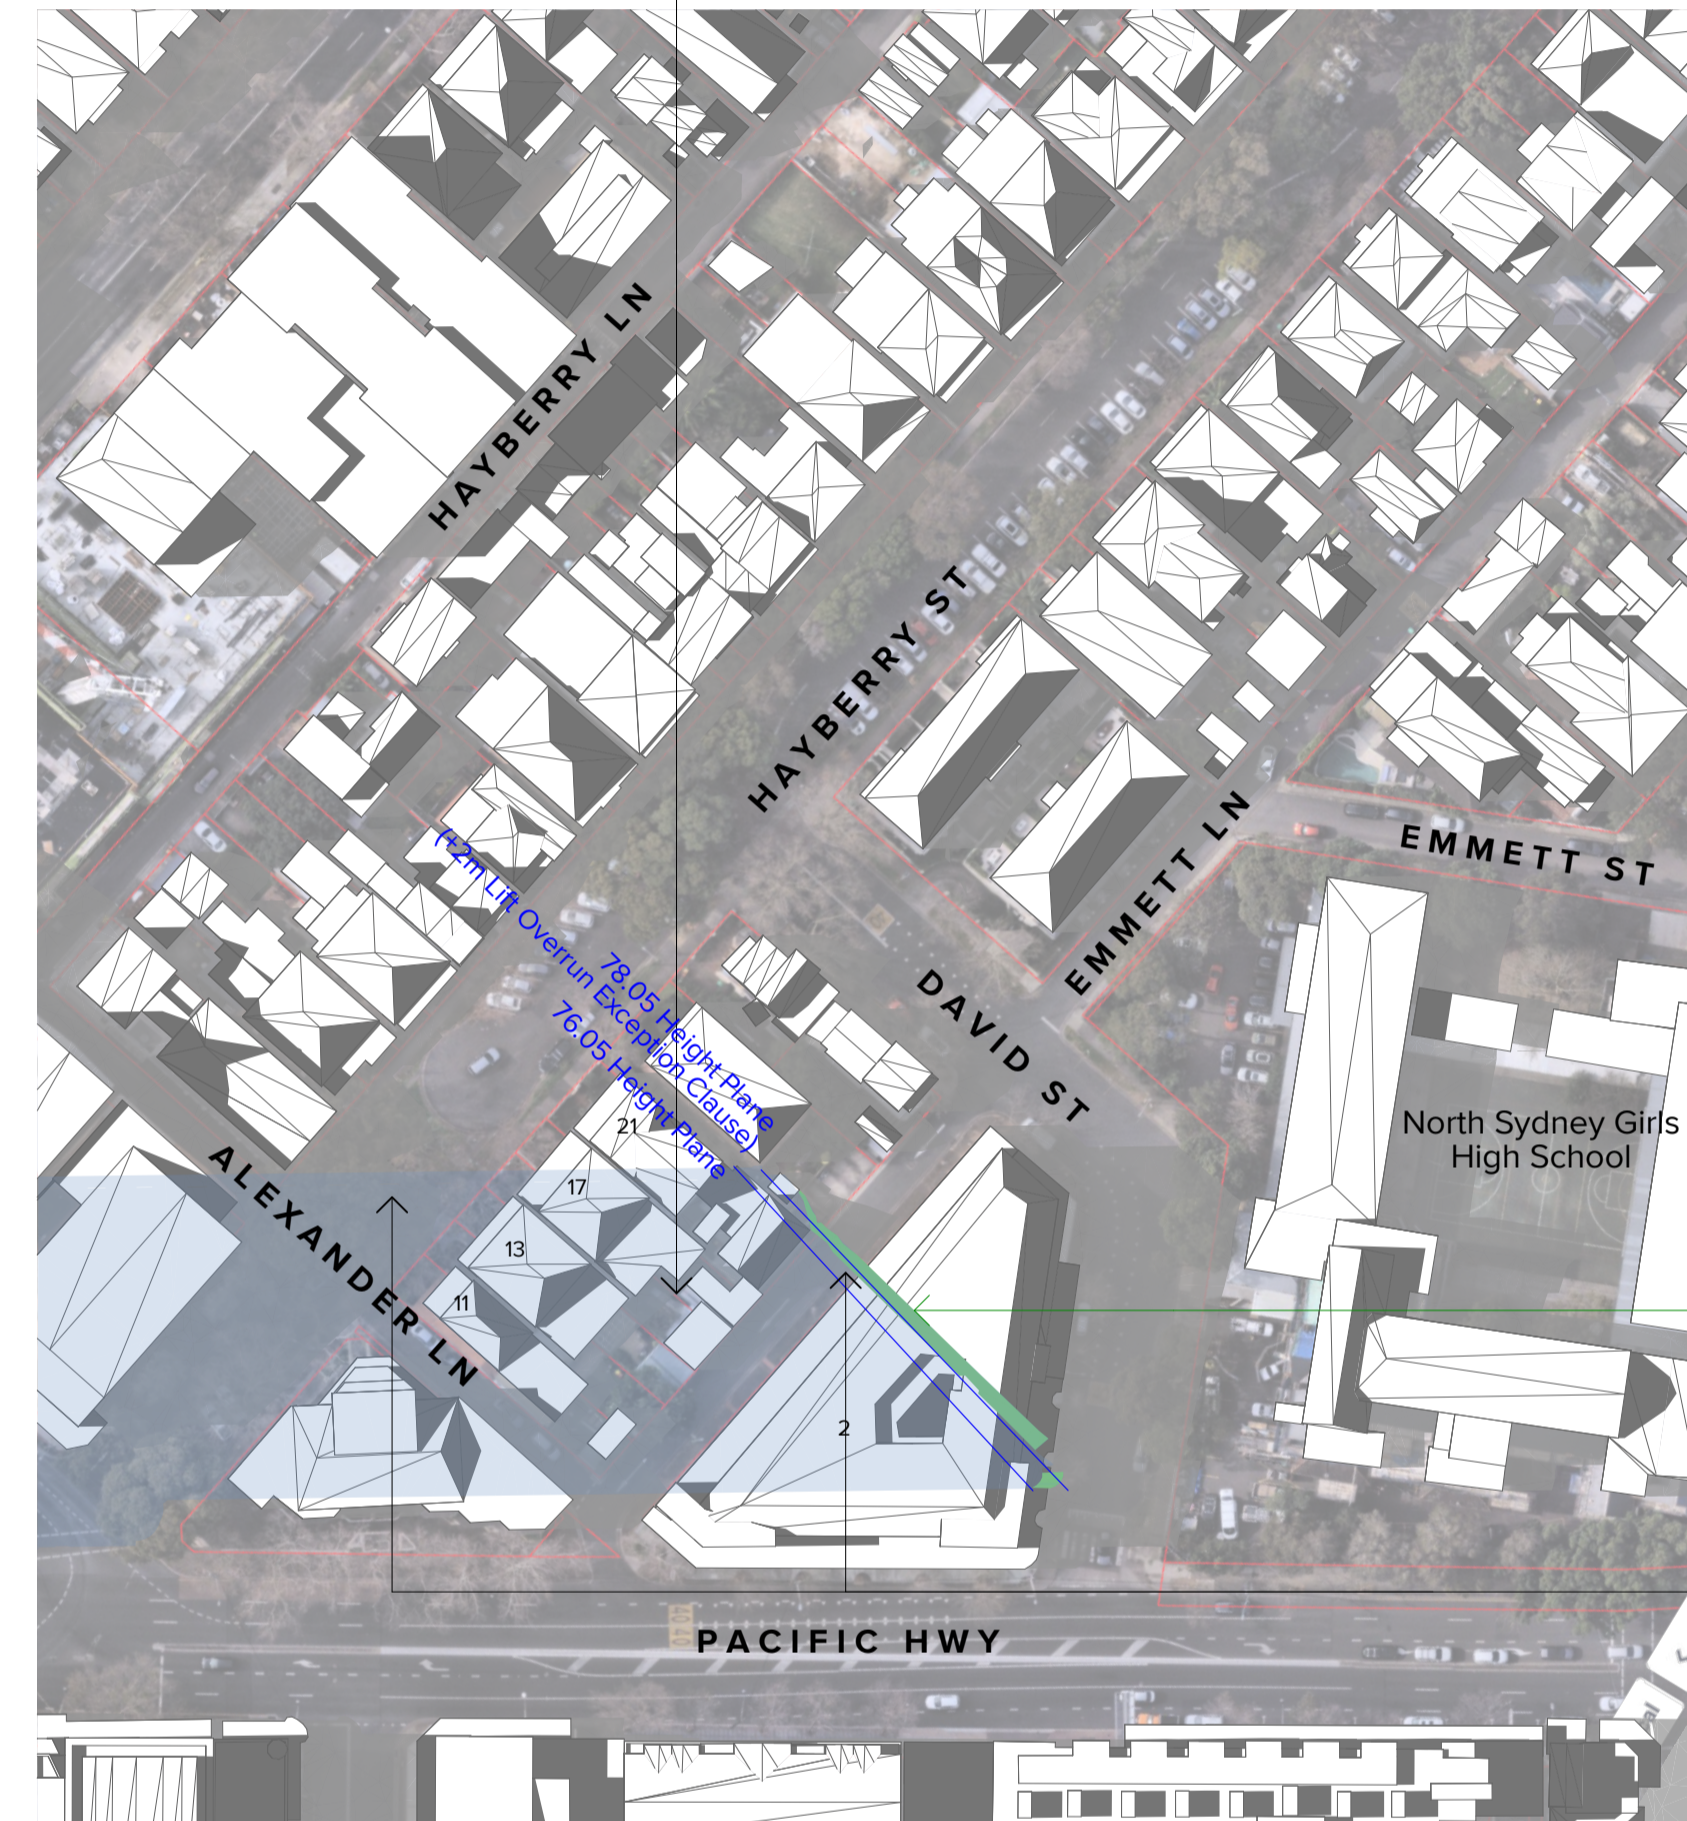 HAYBERRY LN
HAYBERRY ST
EMMETT LN
EMMETT ST
DAVID ST
North Sydney Girls
High School
78.05 Height Plane
(+2m Lift Overrun Exception Clause)
76.05 Height Plane
21
17
13
11
2
ALEXANDER LN
40
PACIFIC HWY